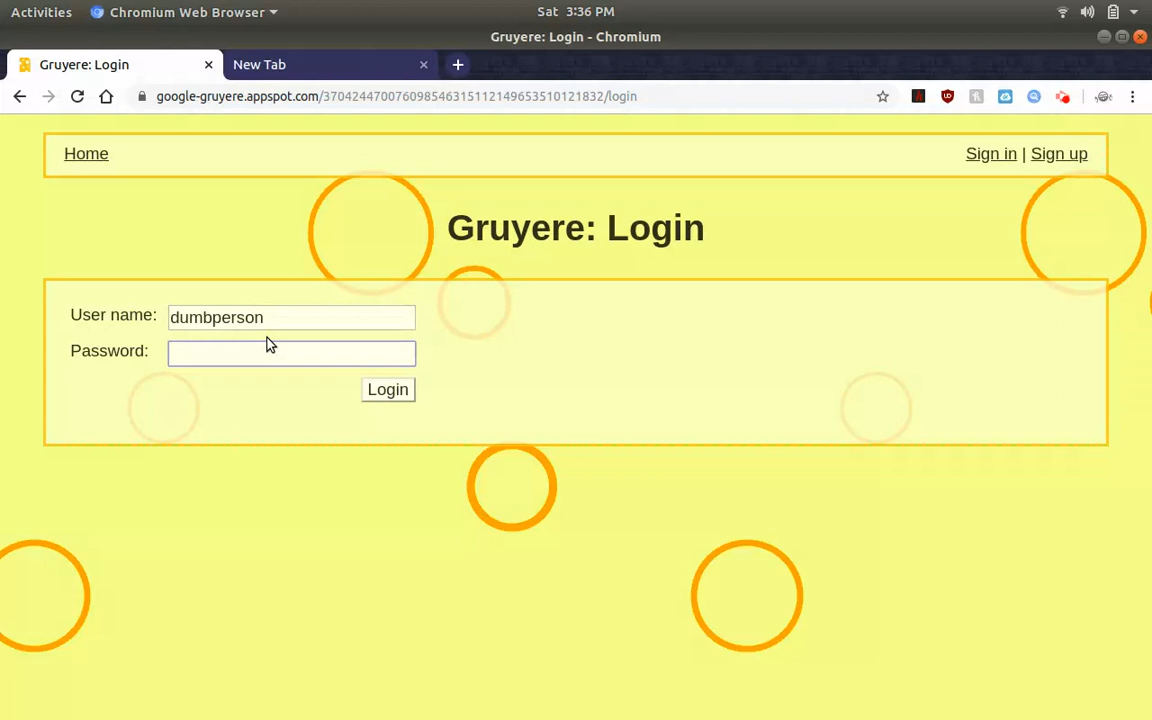 Activities Chromium Web Browser Sat 3:36 PM
Gruyere: Login - Chromium
Gruyere: Login New Tab
google-gruyere.appspot.com/370424470076098546315112149653510121832/login
Home Sign in | Sign up
Gruyere: Login
User name: dumbperson
Password:
Login